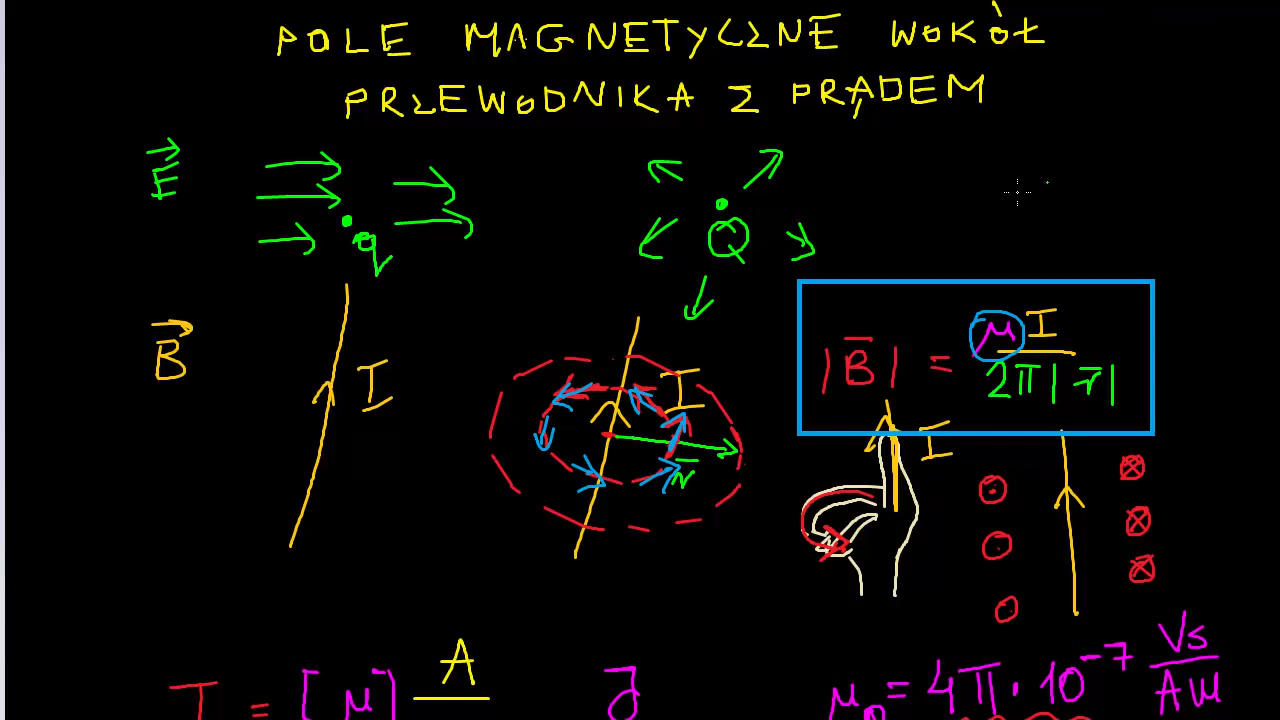 POLE MAGNETYCZNE WOKÓŁ
PRZEWODNIKA Z PRĄDEM
E
q
Q
B
I
I
r
|B| = μI / 2π|r|
I
T = [μ] A
μ₀ = 4π · 10⁻⁷ Vs/Am